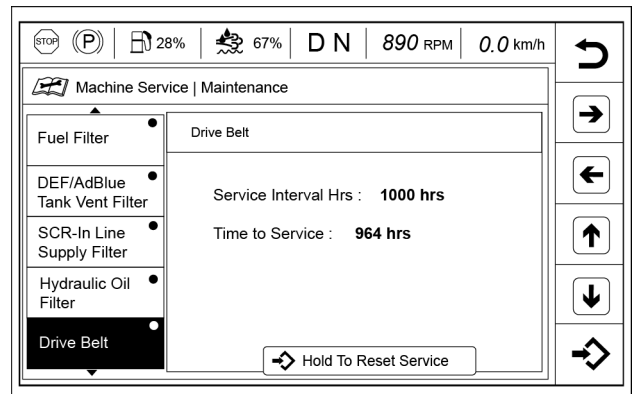 STOP P 28% 67% D N 890 RPM 0.0 km/h
Machine Service | Maintenance
Fuel Filter
DEF/AdBlue
Tank Vent Filter
SCR-In Line
Supply Filter
Hydraulic Oil
Filter
Drive Belt
Drive Belt
Service Interval Hrs : 1000 hrs
Time to Service : 964 hrs
Hold To Reset Service